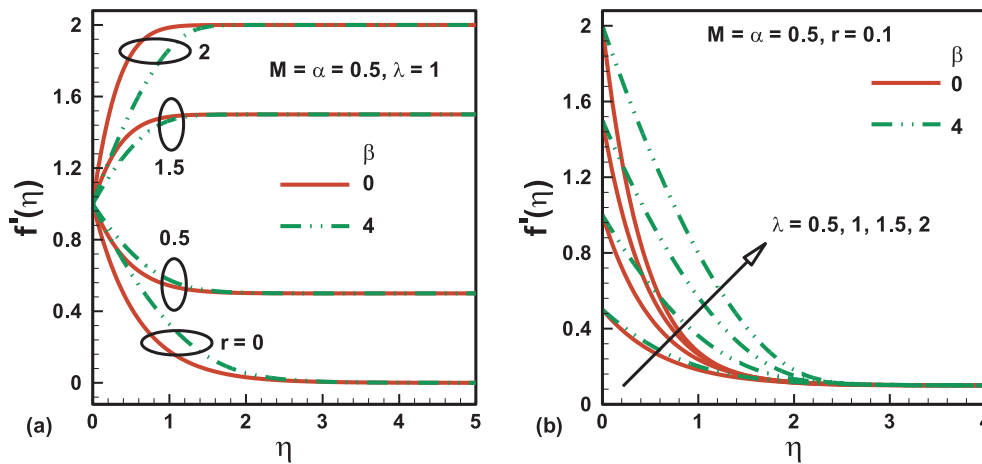 2
1.6
1.2
0.8
0.4
0
f'(η)
M = α = 0.5, λ = 1
2
1.5
0.5
r = 0
β
0
4
0 1 2 3 4 5
(a)
η
2
1.6
1.2
0.8
0.4
0
f'(η)
M = α = 0.5, r = 0.1
β
0
4
λ = 0.5, 1, 1.5, 2
0 2 4
(b)
η